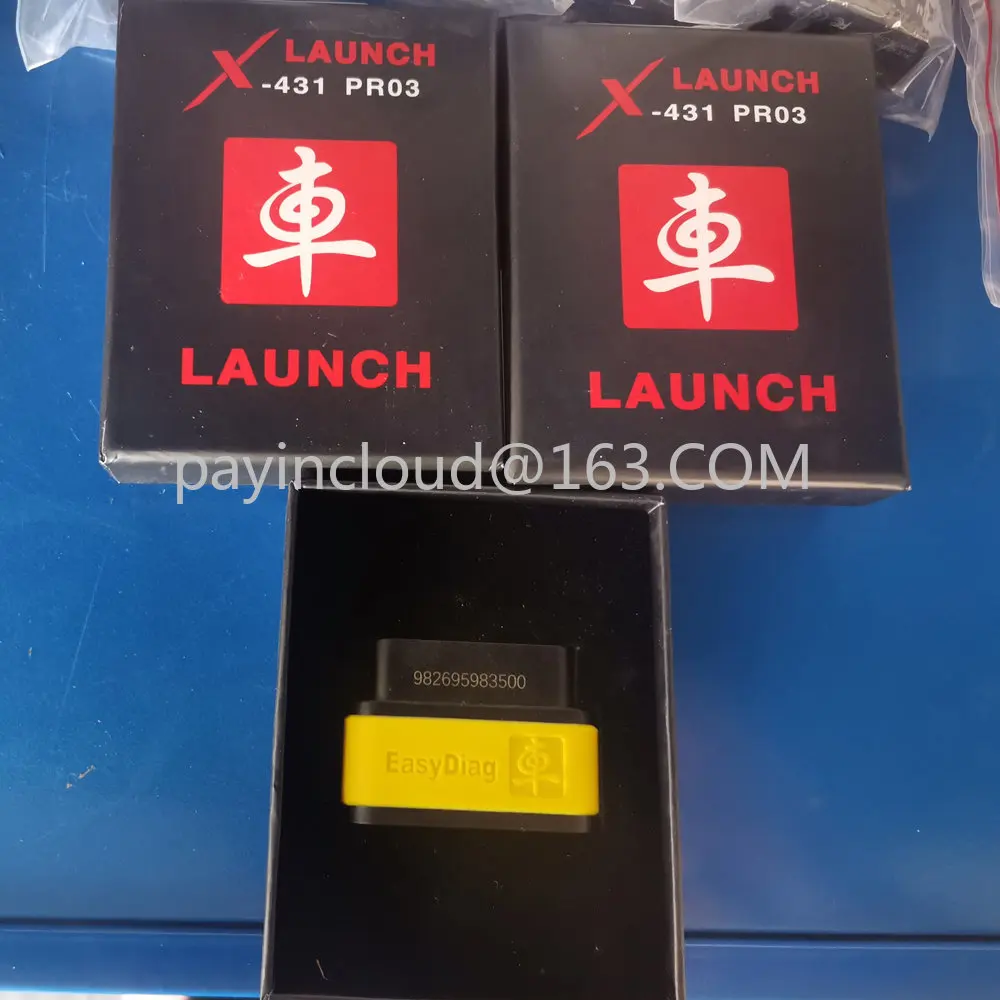 LAUNCH
-431 PR03
車
LAUNCH
LAUNCH
-431 PR03
車
LAUNCH
payincloud@163.COM
982695983500
EasyDiag 車